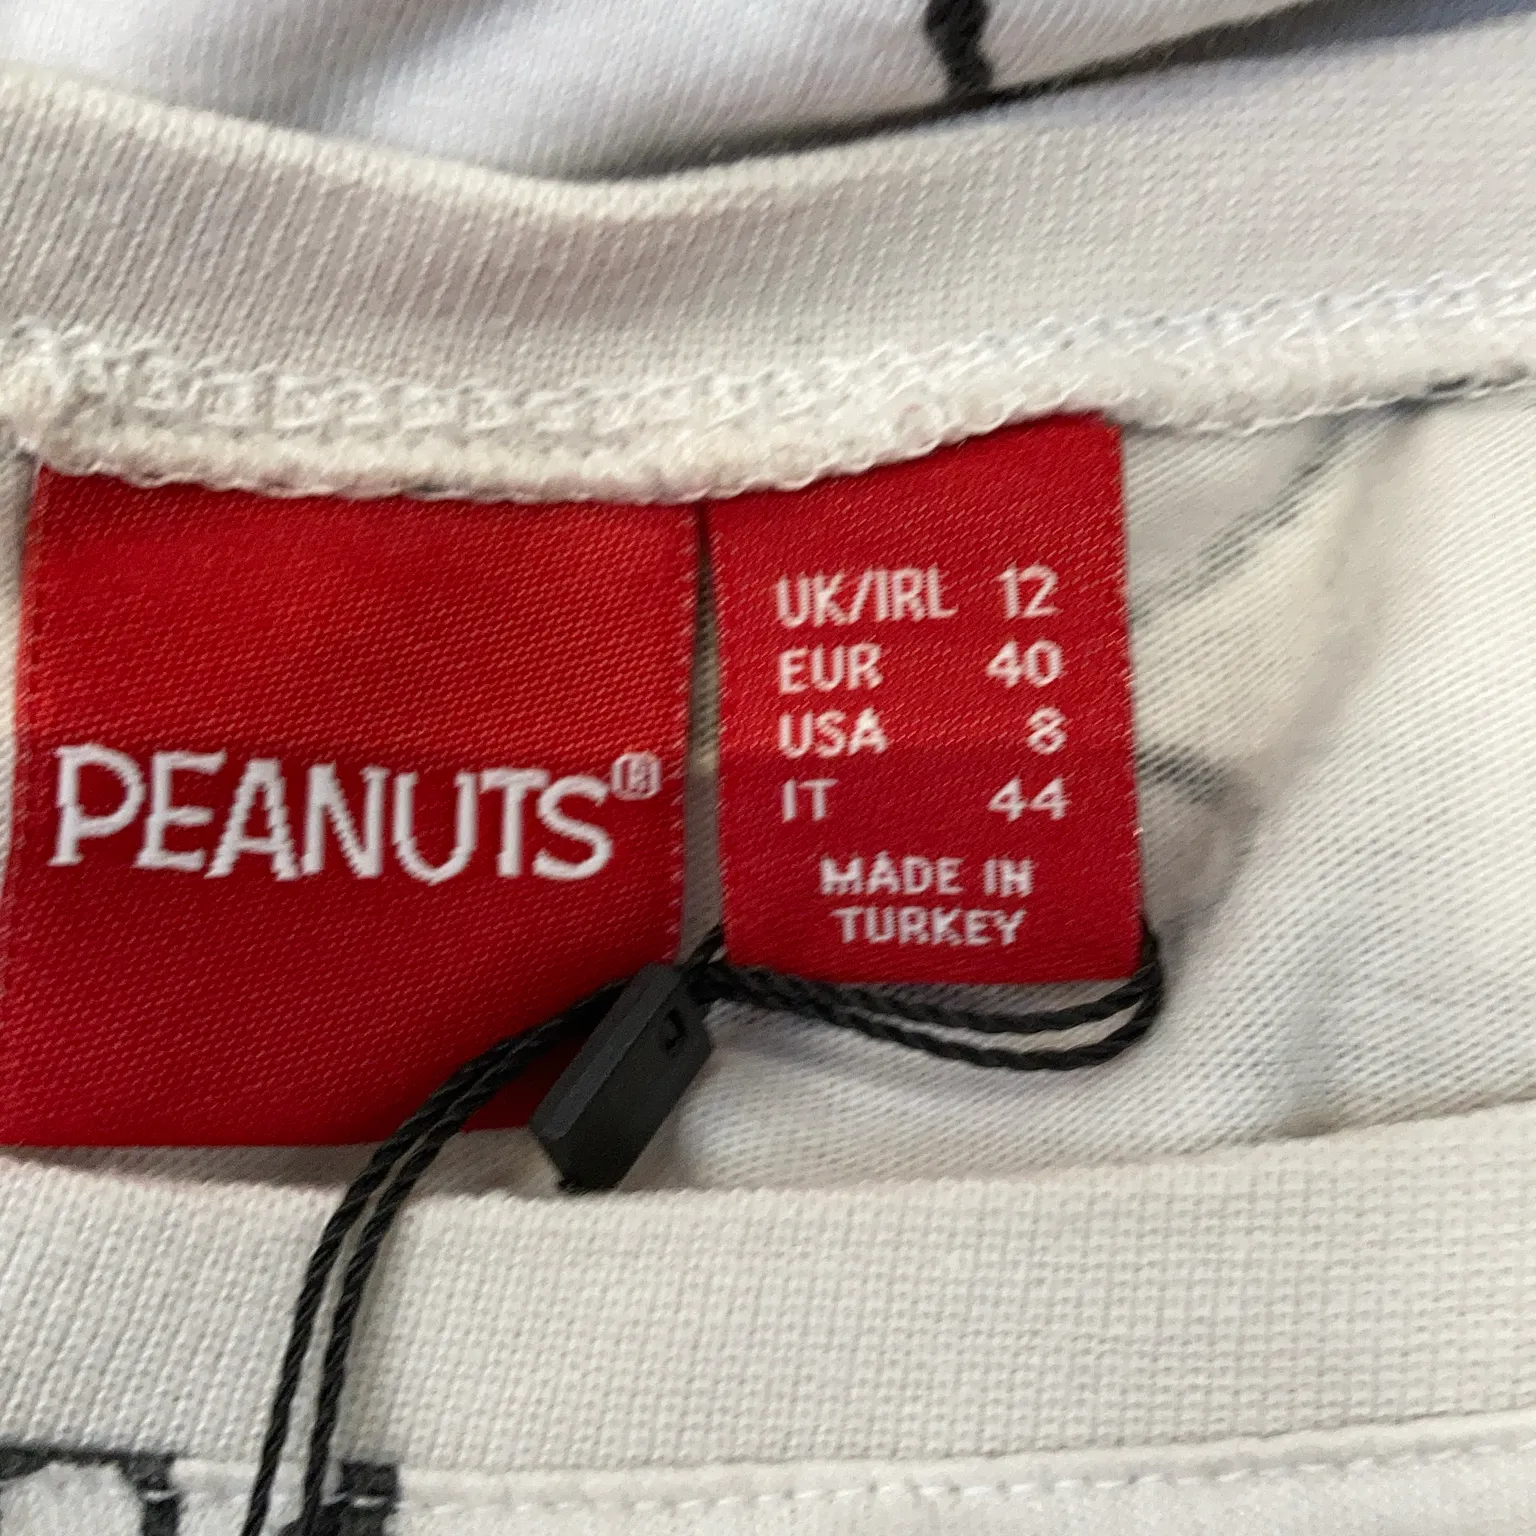 PEANUTS®
UK/IRL 12
EUR 40
USA 8
IT 44
MADE IN
TURKEY